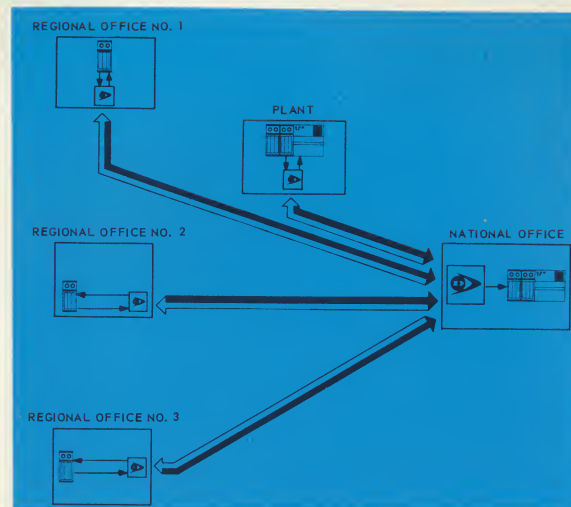 REGIONAL OFFICE NO. 1
PLANT
REGIONAL OFFICE NO. 2
NATIONAL OFFICE
REGIONAL OFFICE NO. 3